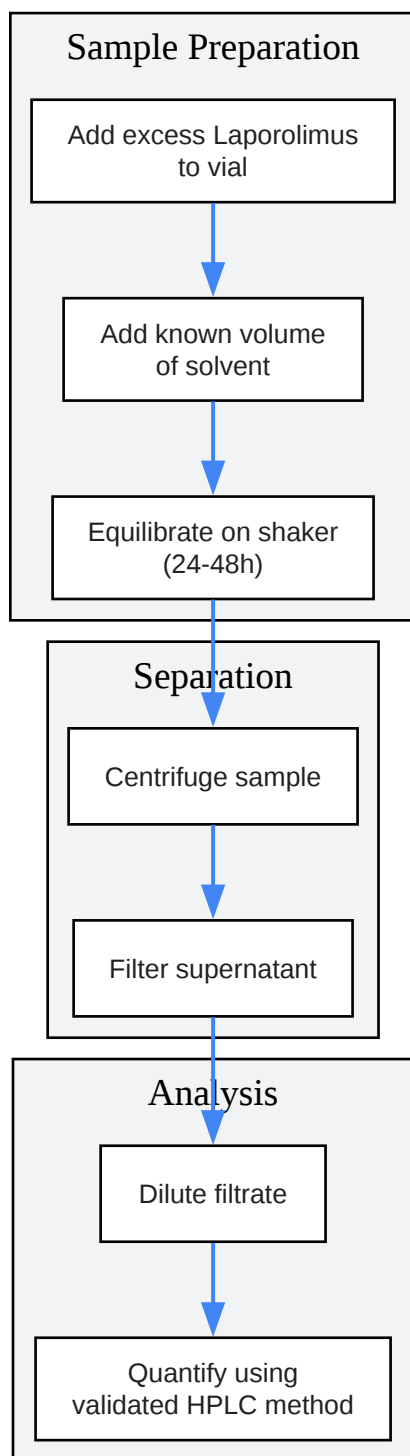 Sample Preparation
Add excess Laporolimus
to vial
Add known volume
of solvent
Equilibrate on shaker
(24-48h)
Separation
Centrifuge sample
Filter supernatant
Analysis
Dilute filtrate
Quantify using
validated HPLC method